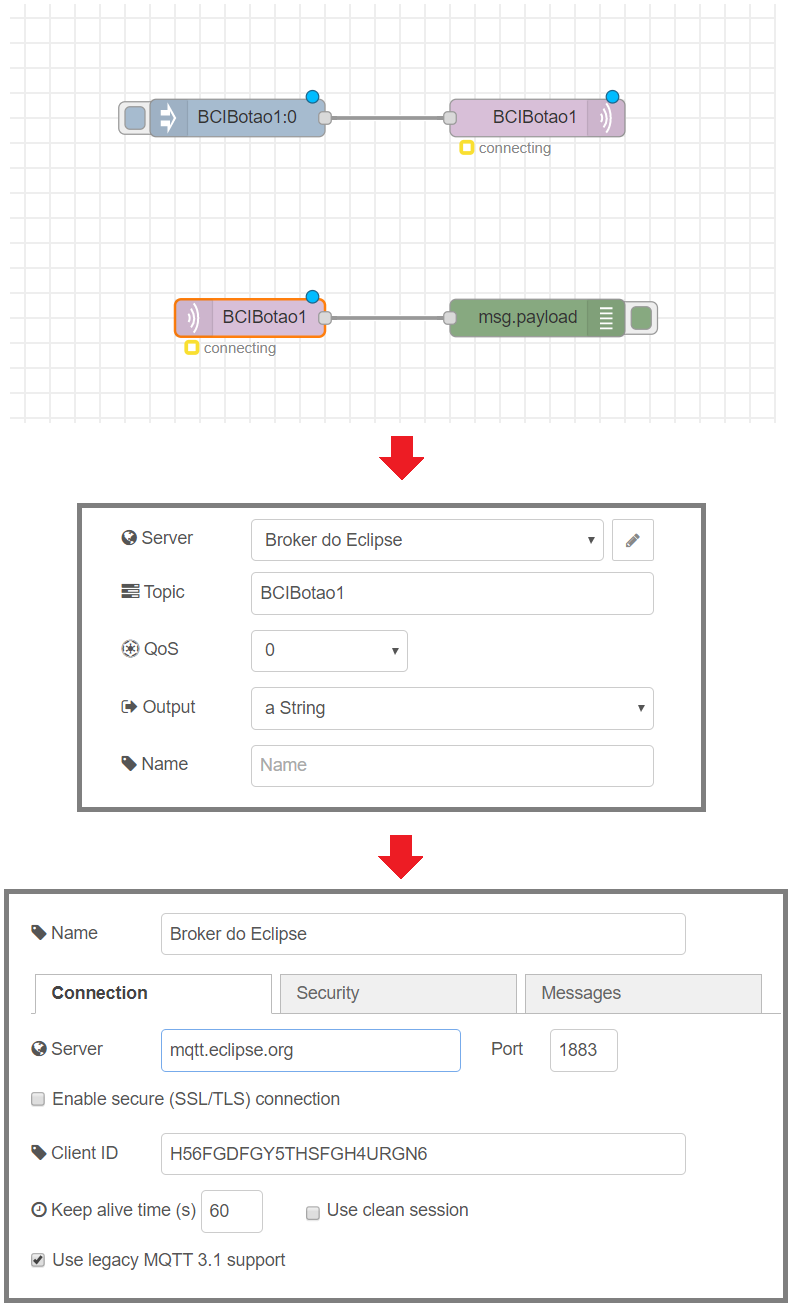 BCIBotao1:0
BCIBotao1
connecting
BCIBotao1
msg.payload
connecting
Server
Broker do Eclipse
Topic
BCIBotao1
QoS
0
Output
a String
Name
Name
Name
Broker do Eclipse
Connection
Security
Messages
Server
mqtt.eclipse.org
Port
1883
Enable secure (SSL/TLS) connection
Client ID
H56FGDFGY5THSFGH4URGN6
Keep alive time (s)
60
Use clean session
Use legacy MQTT 3.1 support